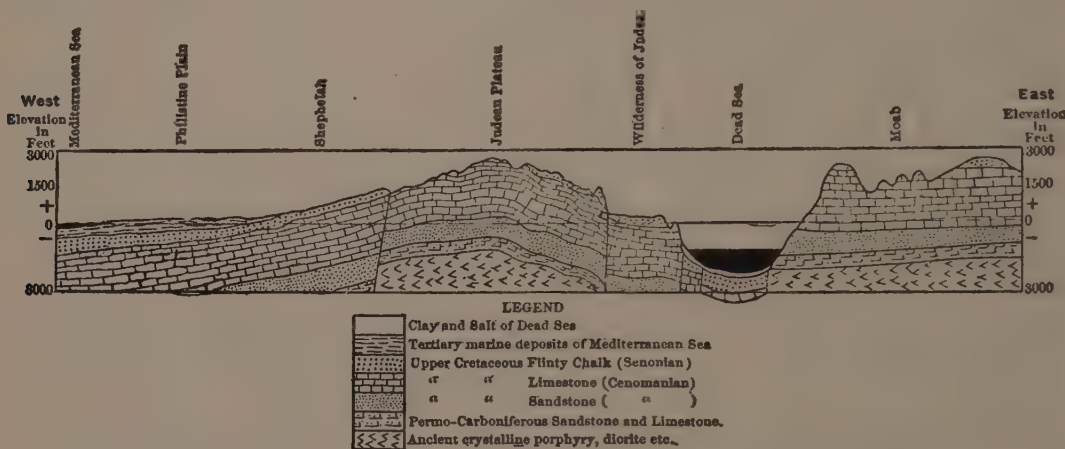 Mediterranean Sea
Philistine Plain
Shephelah
Judean Plateau
Wilderness of Judea
Dead Sea
Moab
West
Elevation
in
Feet
3000
1500
+
0
−
3000
East
Elevation
in
Feet
3000
1500
+
0
−
3000
LEGEND
Clay and Salt of Dead Sea
Tertiary marine deposits of Mediterranean Sea
Upper Cretaceous Flinty Chalk (Senonian)
" " Limestone (Cenomanian)
" " Sandstone ( " )
Permo-Carboniferous Sandstone and Limestone.
Ancient crystalline porphyry, diorite etc.